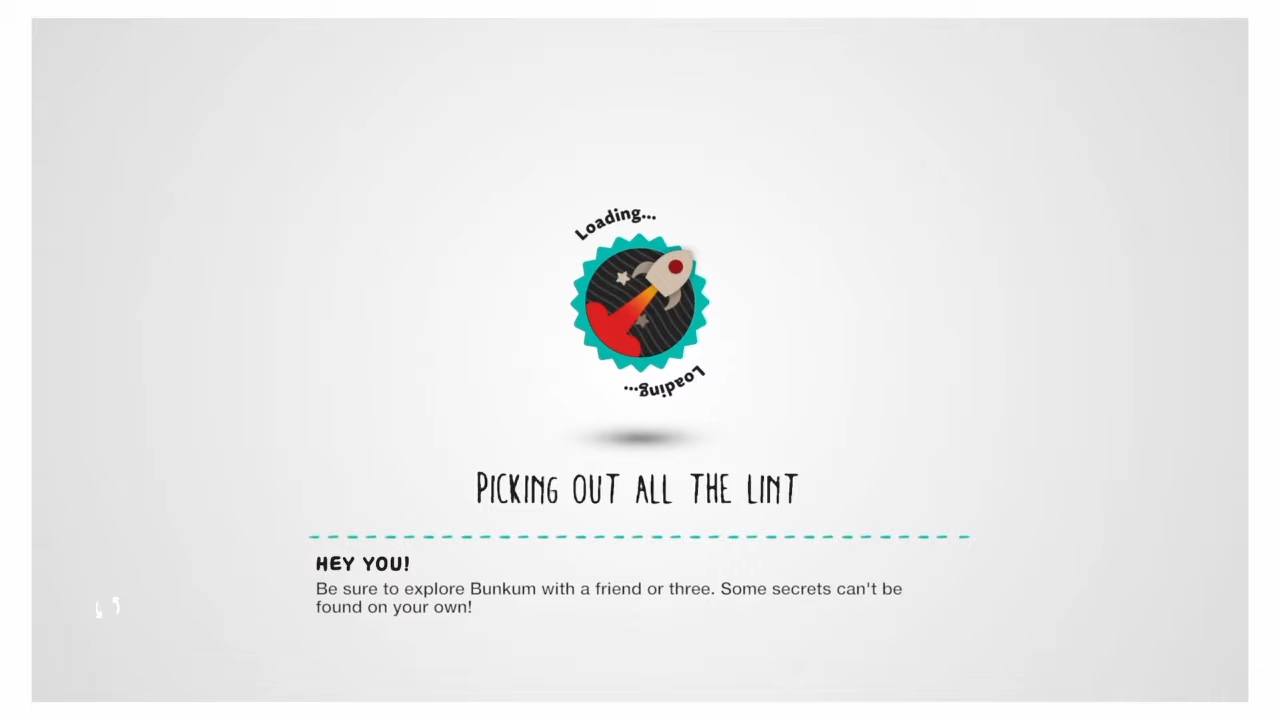 Loading...
Loading...
PICKING OUT ALL THE LINT
HEY YOU!
Be sure to explore Bunkum with a friend or three. Some secrets can't be
found on your own!